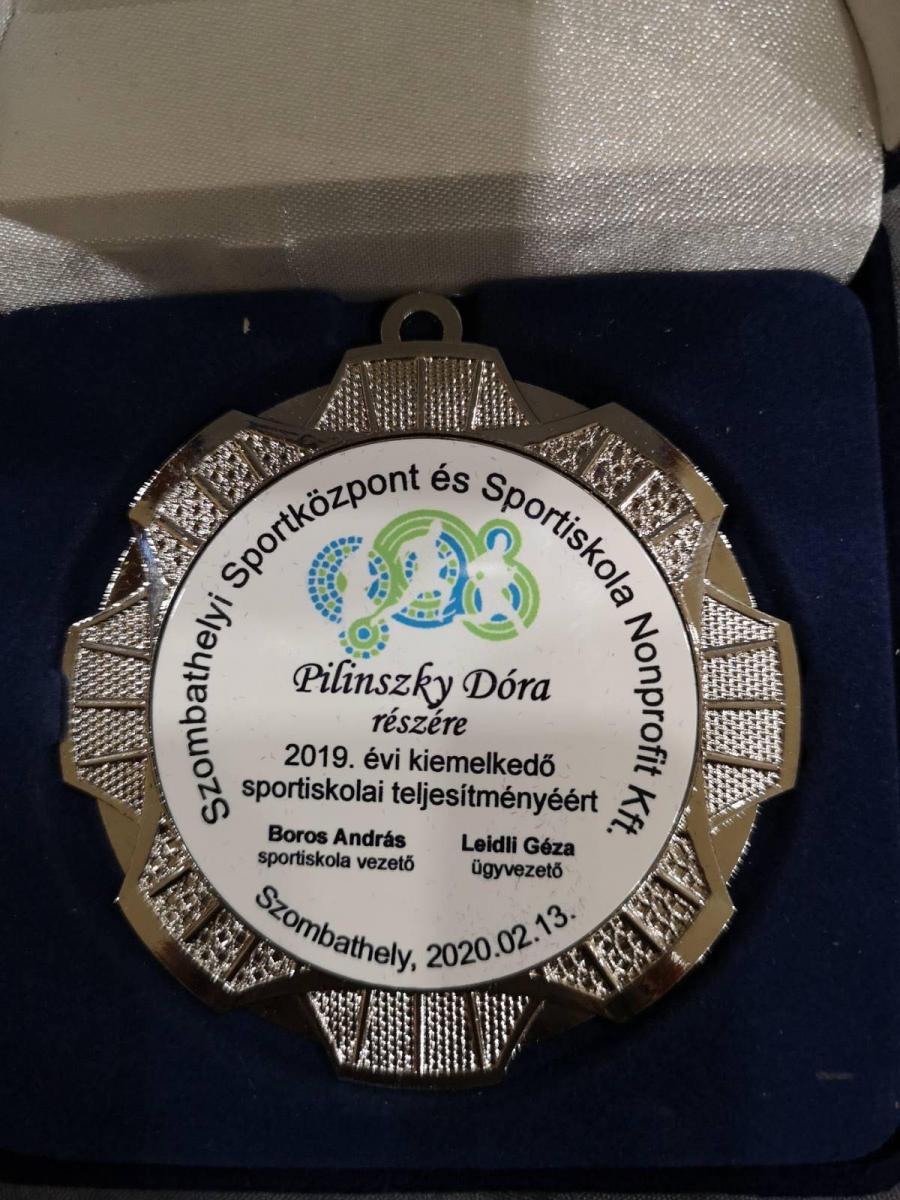 Szombathelyi Sportközpont és Sportiskola Nonprofit Kft.
Pilinszky Dóra
részére
2019. évi kiemelkedő
sportiskolai teljesítményéért
Boros András
sportiskola vezető
Leidli Géza
ügyvezető
Szombathely, 2020.02.13.